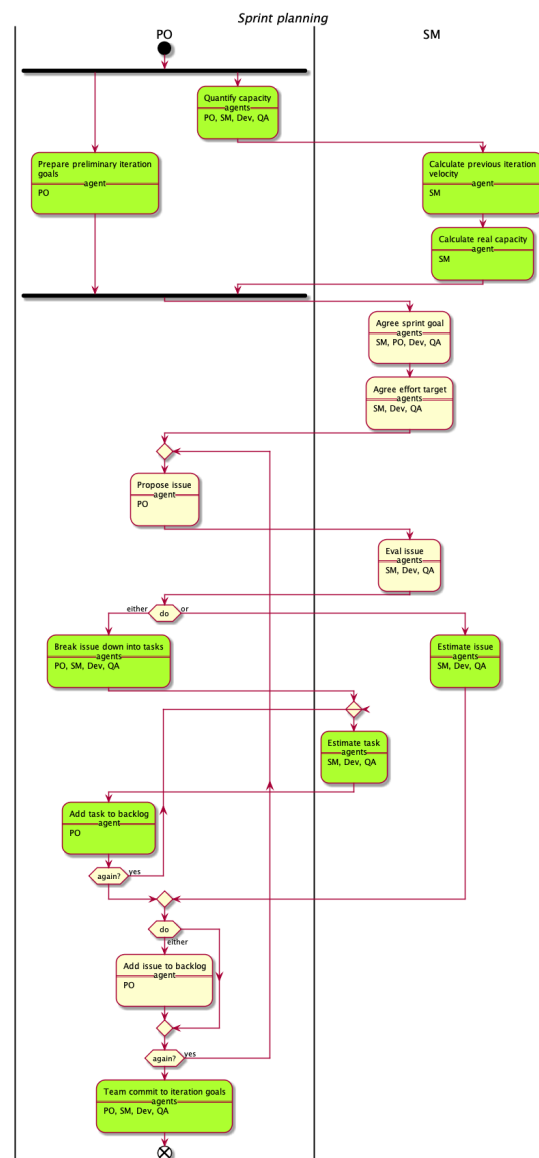 Sprint planning
PO
SM
Quantify capacity
agents
PO, SM, Dev, QA
Prepare preliminary iteration
goals
agent
PO
Calculate previous iteration
velocity
agent
SM
Calculate real capacity
agent
SM
Agree sprint goal
agents
SM, PO, Dev, QA
Agree effort target
agents
SM, Dev, QA
Propose issue
agent
PO
Eval issue
agents
SM, Dev, QA
either
do
or
Break issue down into tasks
agents
PO, SM, Dev, QA
Estimate issue
agents
SM, Dev, QA
Estimate task
agents
SM, Dev, QA
Add task to backlog
agent
PO
again?
yes
do
either
Add issue to backlog
agent
PO
again?
yes
Team commit to iteration goals
agents
PO, SM, Dev, QA